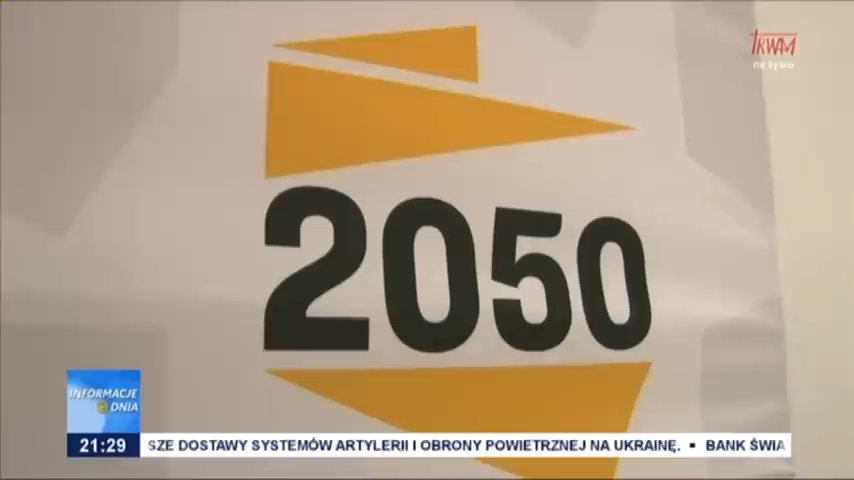 TRWAM
na żywo
2050
INFORMACJE
DNIA
21:29
SZE DOSTAWY SYSTEMÓW ARTYLERII I OBRONY POWIETRZNEJ NA UKRAINĘ. ▪ BANK ŚWIA